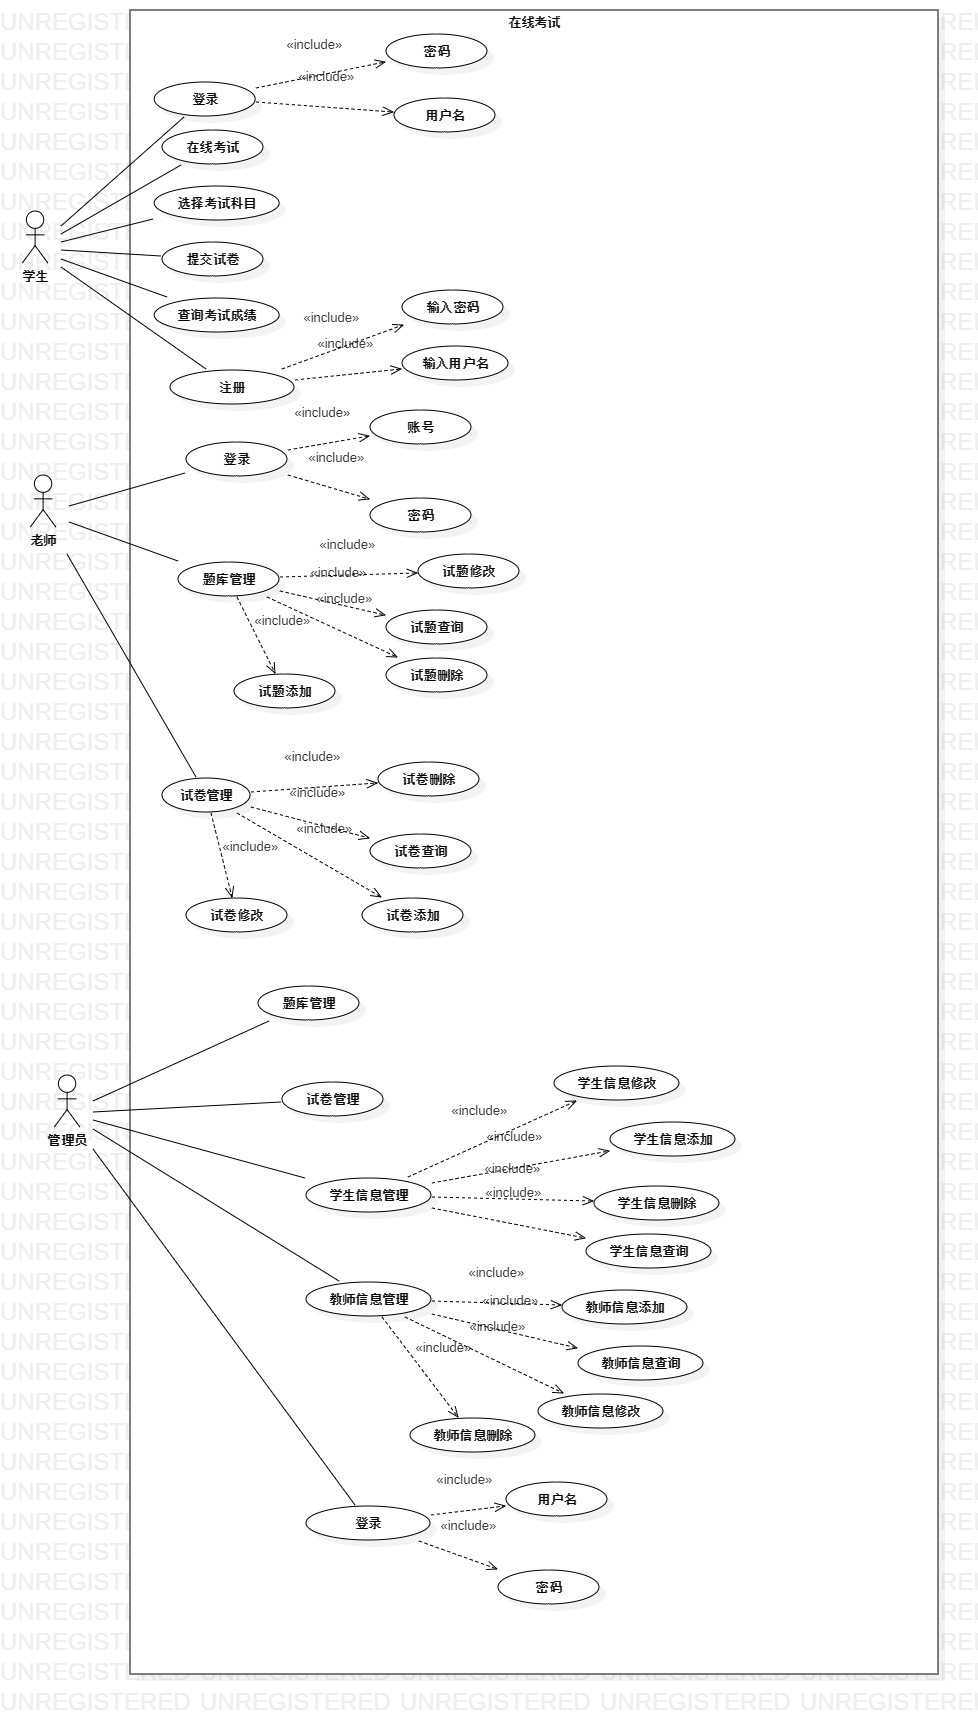 在线考试
«include»
密码
«include»
登录
用户名
在线考试
选择考试科目
学生
提交试卷
查询考试成绩
«include»
输入密码
«include»
输入用户名
注册
«include»
账号
登录
«include»
密码
老师
«include»
试题修改
«include»
题库管理
«include»
试题查询
«include»
试题删除
试题添加
«include»
试卷删除
«include»
试卷管理
«include»
试卷查询
«include»
试卷修改
试卷添加
题库管理
试卷管理
管理员
学生信息修改
«include»
«include»
学生信息添加
«include»
学生信息管理
«include»
学生信息删除
学生信息查询
«include»
教师信息管理
«include»
教师信息添加
«include»
«include»
教师信息查询
教师信息修改
教师信息删除
«include»
用户名
登录
«include»
密码
UNREGISTERED UNREGISTERED UNREGISTERED UNREGISTERED UNREGISTERED